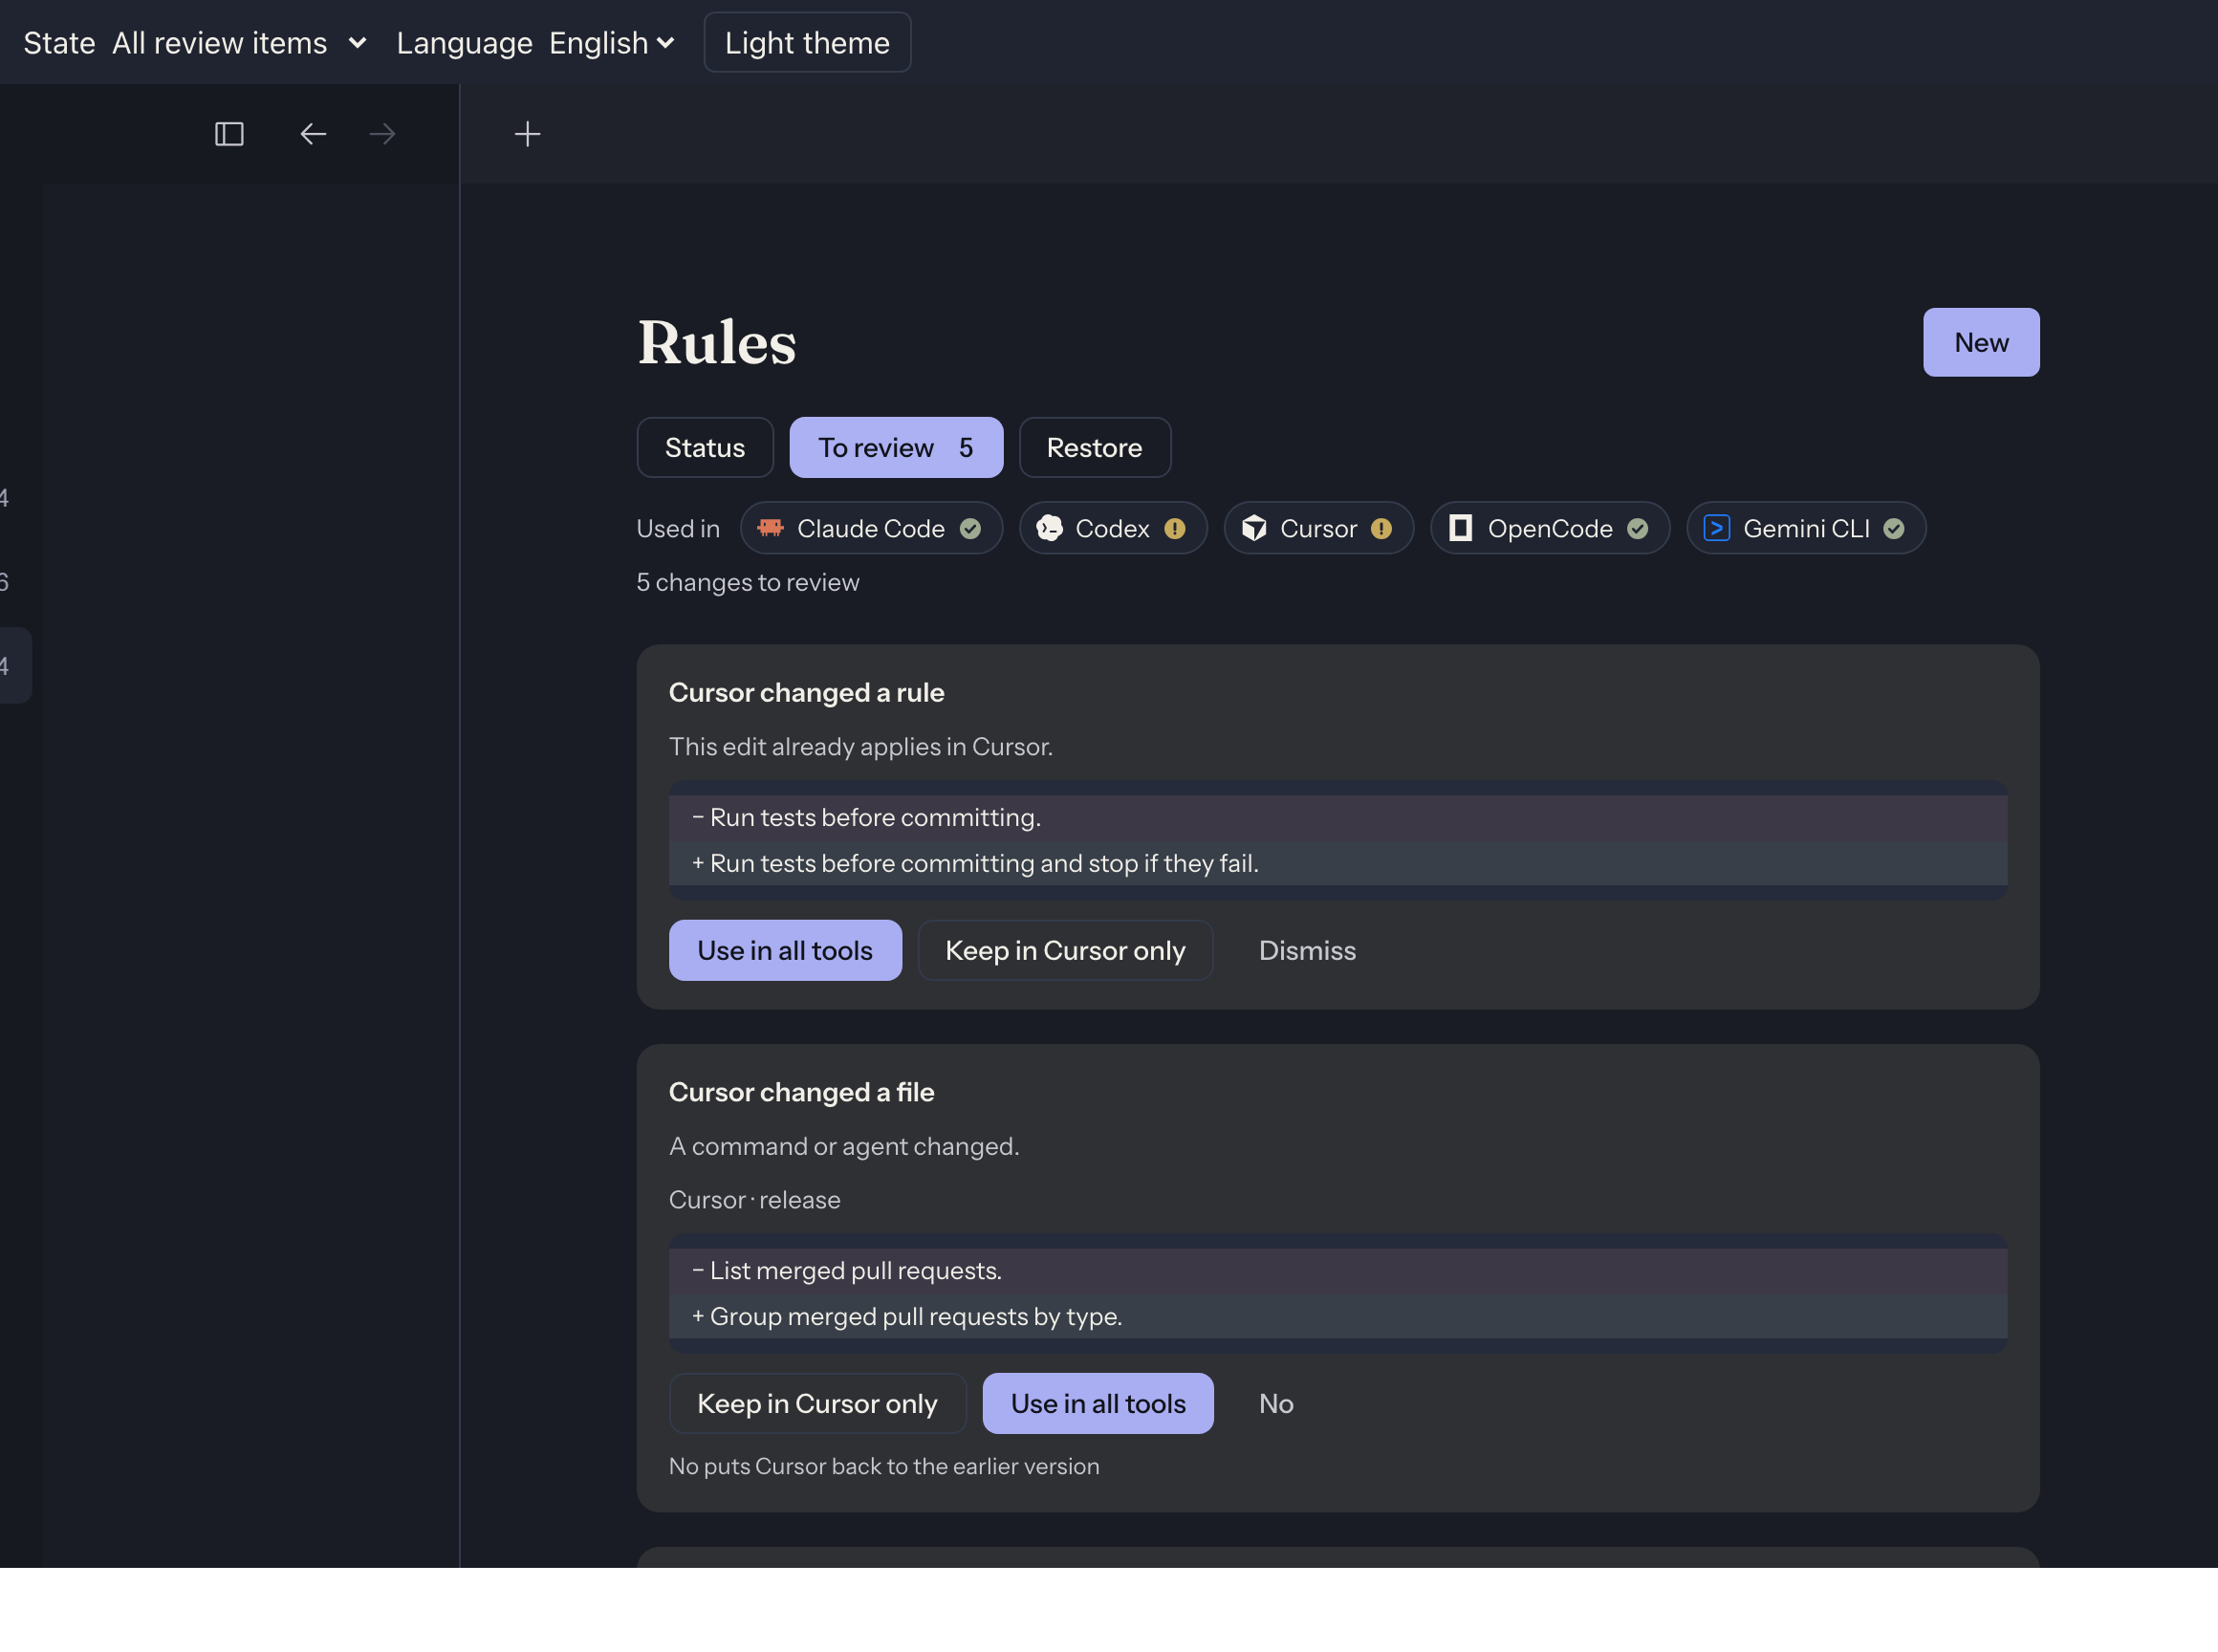 State All review items Language English Light theme
Rules
New
Status To review 5 Restore
4
Used in Claude Code Codex Cursor OpenCode Gemini CLI
6
5 changes to review
4
Cursor changed a rule
This edit already applies in Cursor.
− Run tests before committing.
+ Run tests before committing and stop if they fail.
Use in all tools Keep in Cursor only Dismiss
Cursor changed a file
A command or agent changed.
Cursor · release
− List merged pull requests.
+ Group merged pull requests by type.
Keep in Cursor only Use in all tools No
No puts Cursor back to the earlier version